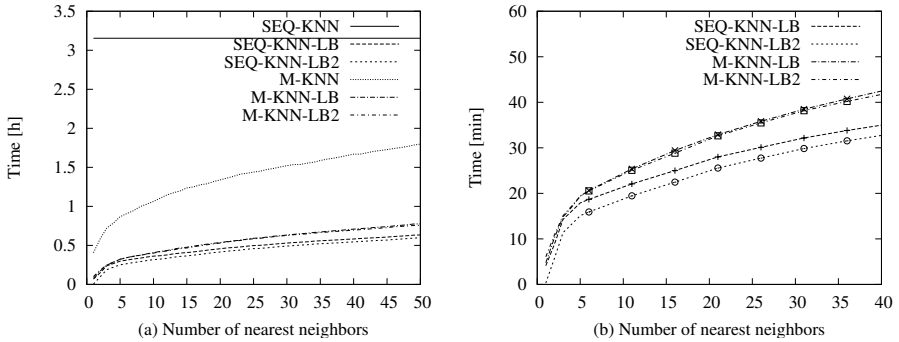 Time [h]
3.5
3
2.5
2
1.5
1
0.5
0
SEQ-KNN
SEQ-KNN-LB
SEQ-KNN-LB2
M-KNN
M-KNN-LB
M-KNN-LB2
0 5 10 15 20 25 30 35 40 45 50
(a) Number of nearest neighbors
Time [min]
60
50
40
30
20
10
0
SEQ-KNN-LB
SEQ-KNN-LB2
M-KNN-LB
M-KNN-LB2
0 5 10 15 20 25 30 35 40
(b) Number of nearest neighbors